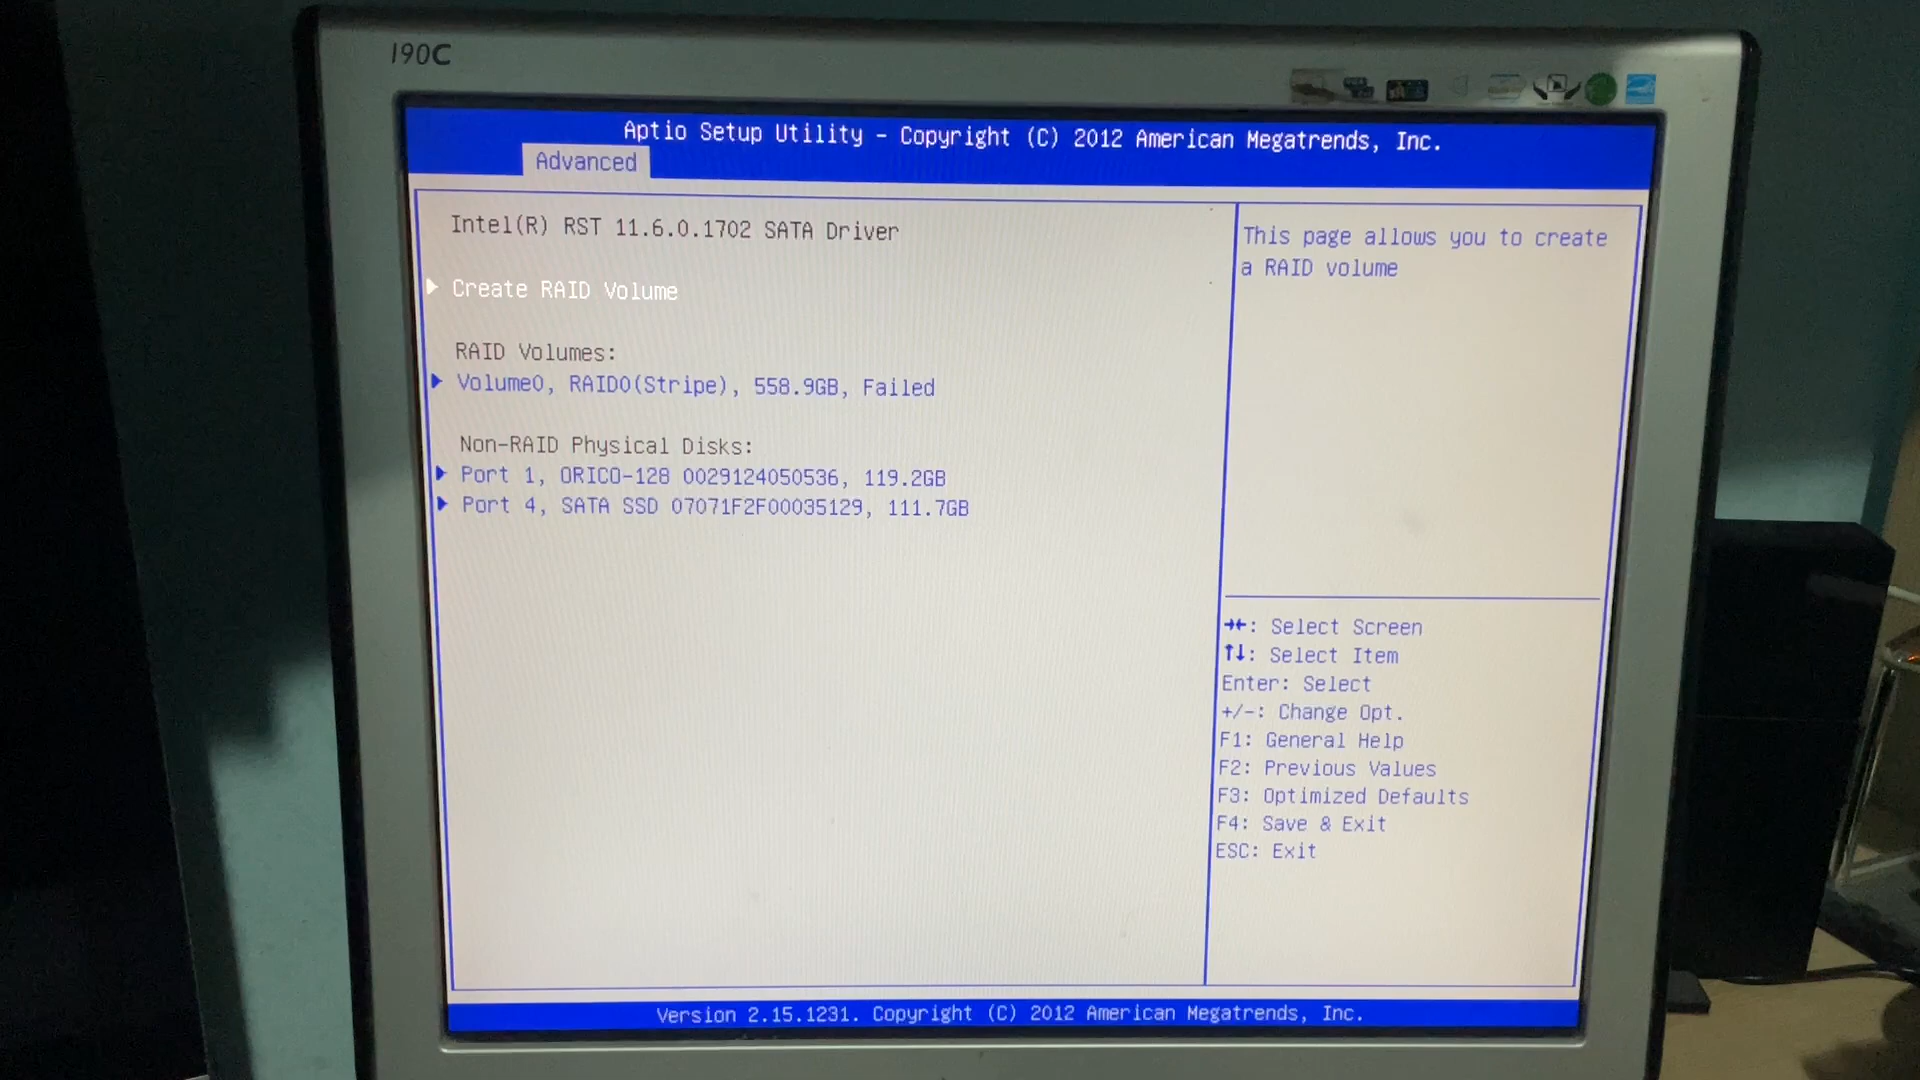 190C
Aptio Setup Utility – Copyright (C) 2012 American Megatrends, Inc.
Advanced
Intel(R) RST 11.6.0.1702 SATA Driver
Create RAID Volume
RAID Volumes:
Volume0, RAID0(Stripe), 558.9GB, Failed
Non-RAID Physical Disks:
Port 1, ORICO-128 0029124050536, 119.2GB
Port 4, SATA SSD 07071F2F00035129, 111.7GB
This page allows you to create
a RAID volume
→←: Select Screen
↑↓: Select Item
Enter: Select
+/-: Change Opt.
F1: General Help
F2: Previous Values
F3: Optimized Defaults
F4: Save & Exit
ESC: Exit
Version 2.15.1231. Copyright (C) 2012 American Megatrends, Inc.